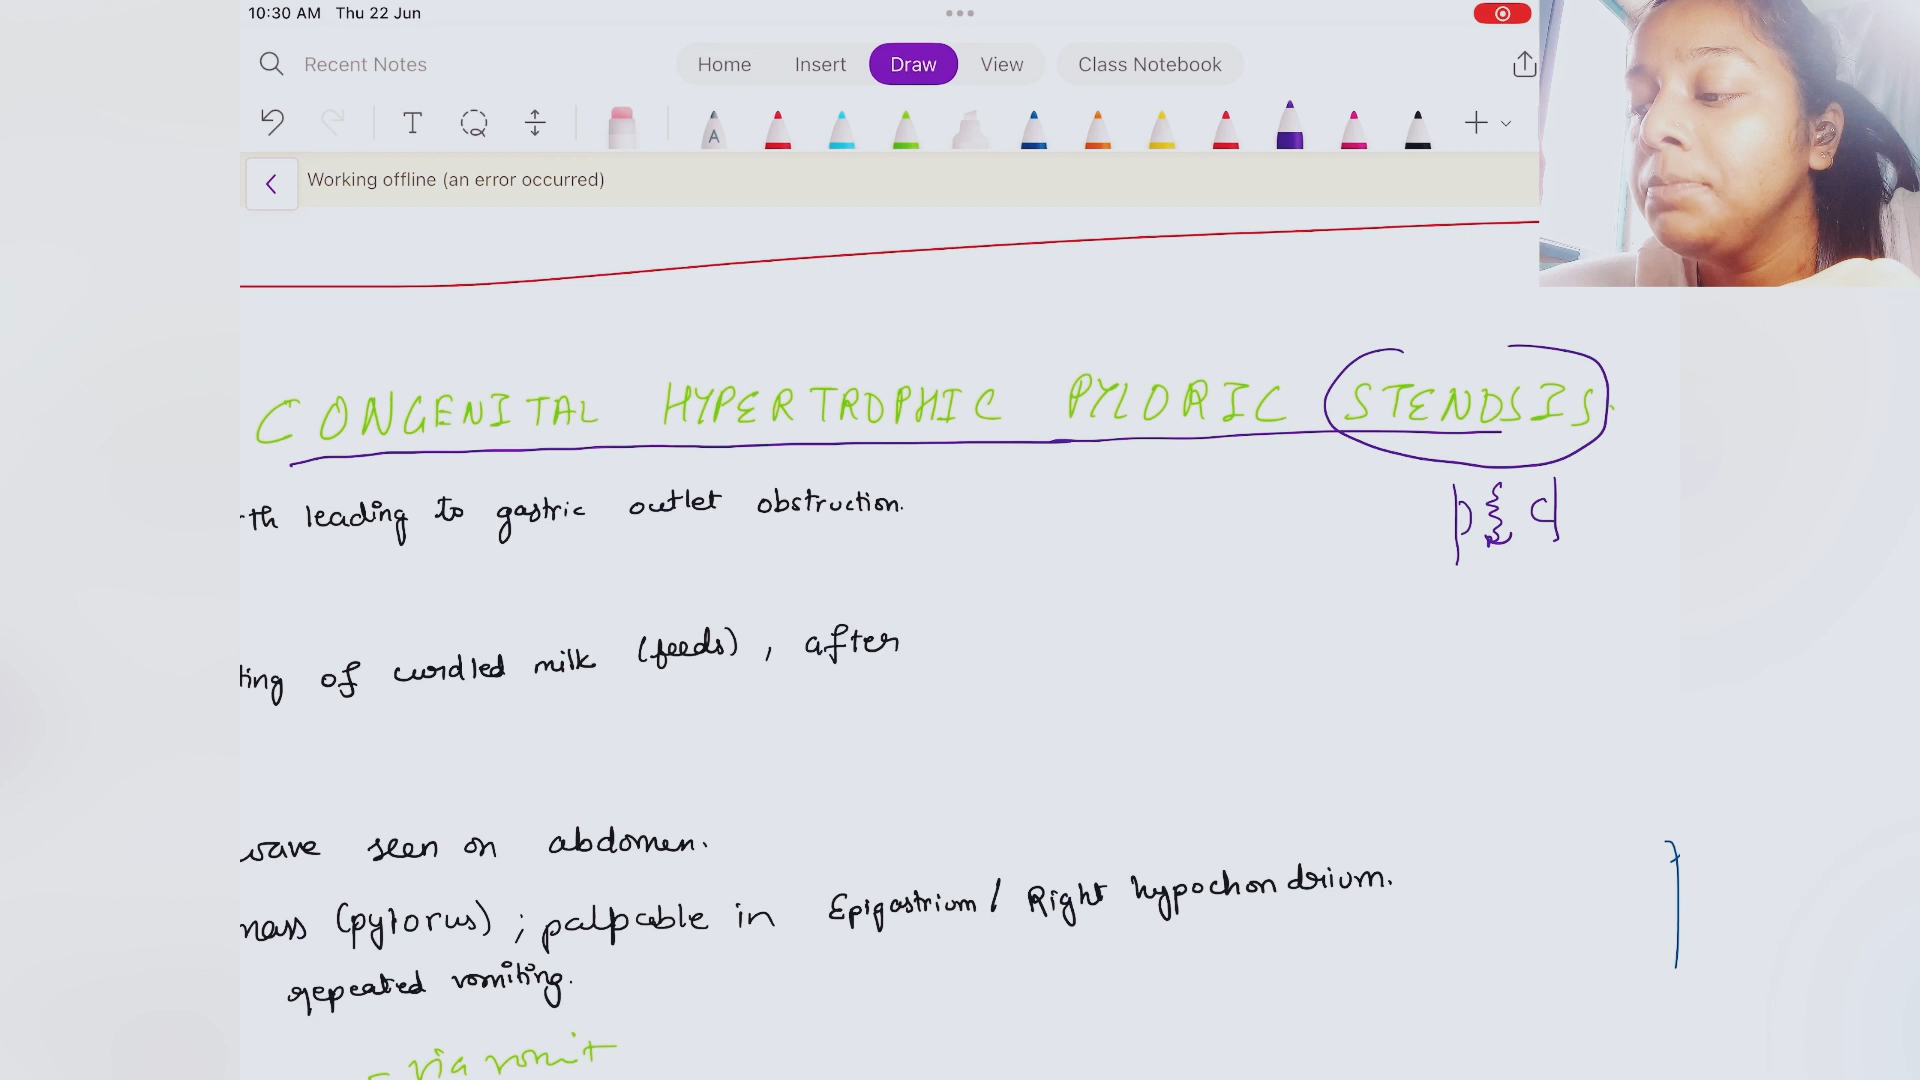 10:30 AM Thu 22 Jun
Recent Notes
Home Insert Draw View Class Notebook
T A
Working offline (an error occurred)
CONGENITAL HYPERTROPHIC PYLORIC STENOSIS.
th leading to gastric outlet obstruction.
ting of curdled milk (feeds), after
wave seen on abdomen.
mass (pylorus); palpable in Epigastrium / Right hypochondrium.
repeated vomiting.
- via vomit